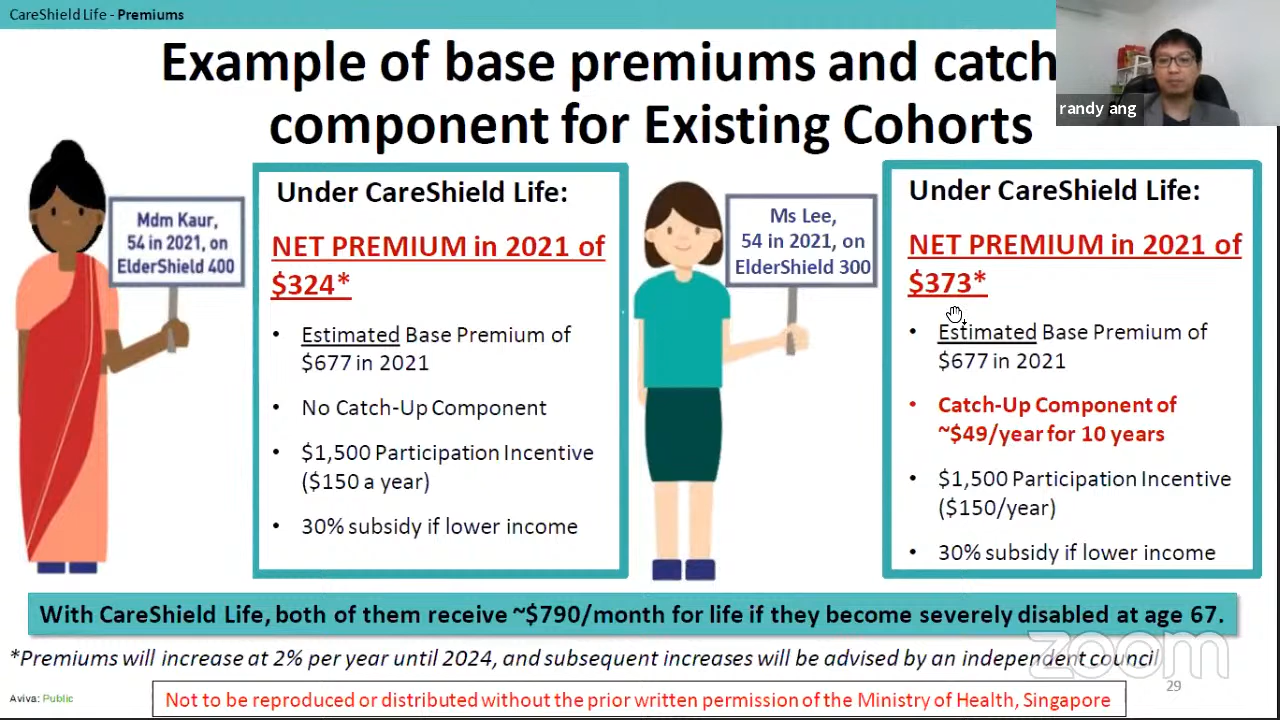 CareShield Life - Premiums
Example of base premiums and catch
component for Existing Cohorts
randy ang
Mdm Kaur,
54 in 2021, on
ElderShield 400
Under CareShield Life:
NET PREMIUM in 2021 of
$324*
• Estimated Base Premium of
$677 in 2021
• No Catch-Up Component
• $1,500 Participation Incentive
($150 a year)
• 30% subsidy if lower income
Ms Lee,
54 in 2021, on
ElderShield 300
Under CareShield Life:
NET PREMIUM in 2021 of
$373*
• Estimated Base Premium of
$677 in 2021
• Catch-Up Component of
~$49/year for 10 years
• $1,500 Participation Incentive
($150/year)
• 30% subsidy if lower income
With CareShield Life, both of them receive ~$790/month for life if they become severely disabled at age 67.
*Premiums will increase at 2% per year until 2024, and subsequent increases will be advised by an independent council
zoom
29
Aviva: Public
Not to be reproduced or distributed without the prior written permission of the Ministry of Health, Singapore